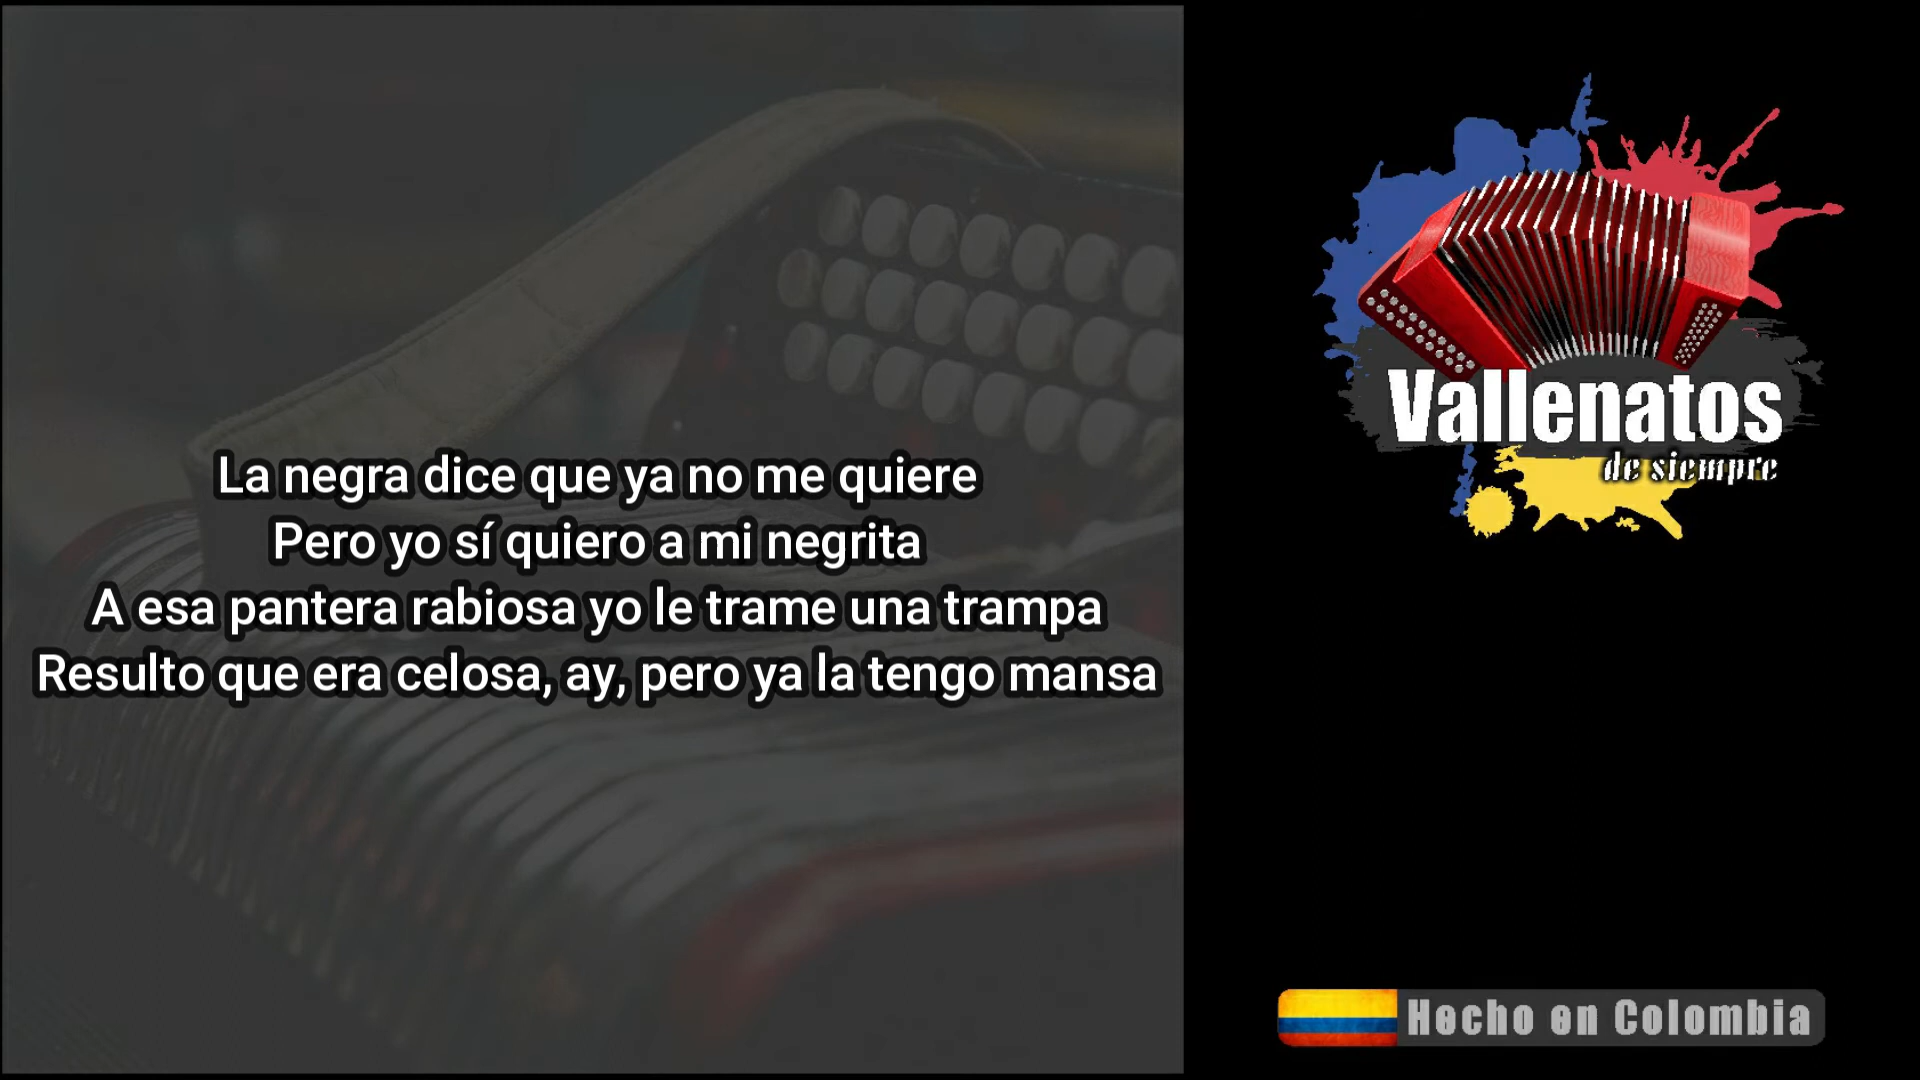 La negra dice que ya no me quiere
Pero yo sí quiero a mi negrita
A esa pantera rabiosa yo le trame una trampa
Resulto que era celosa, ay, pero ya la tengo mansa
Vallenatos
de siempre
Hecho en Colombia